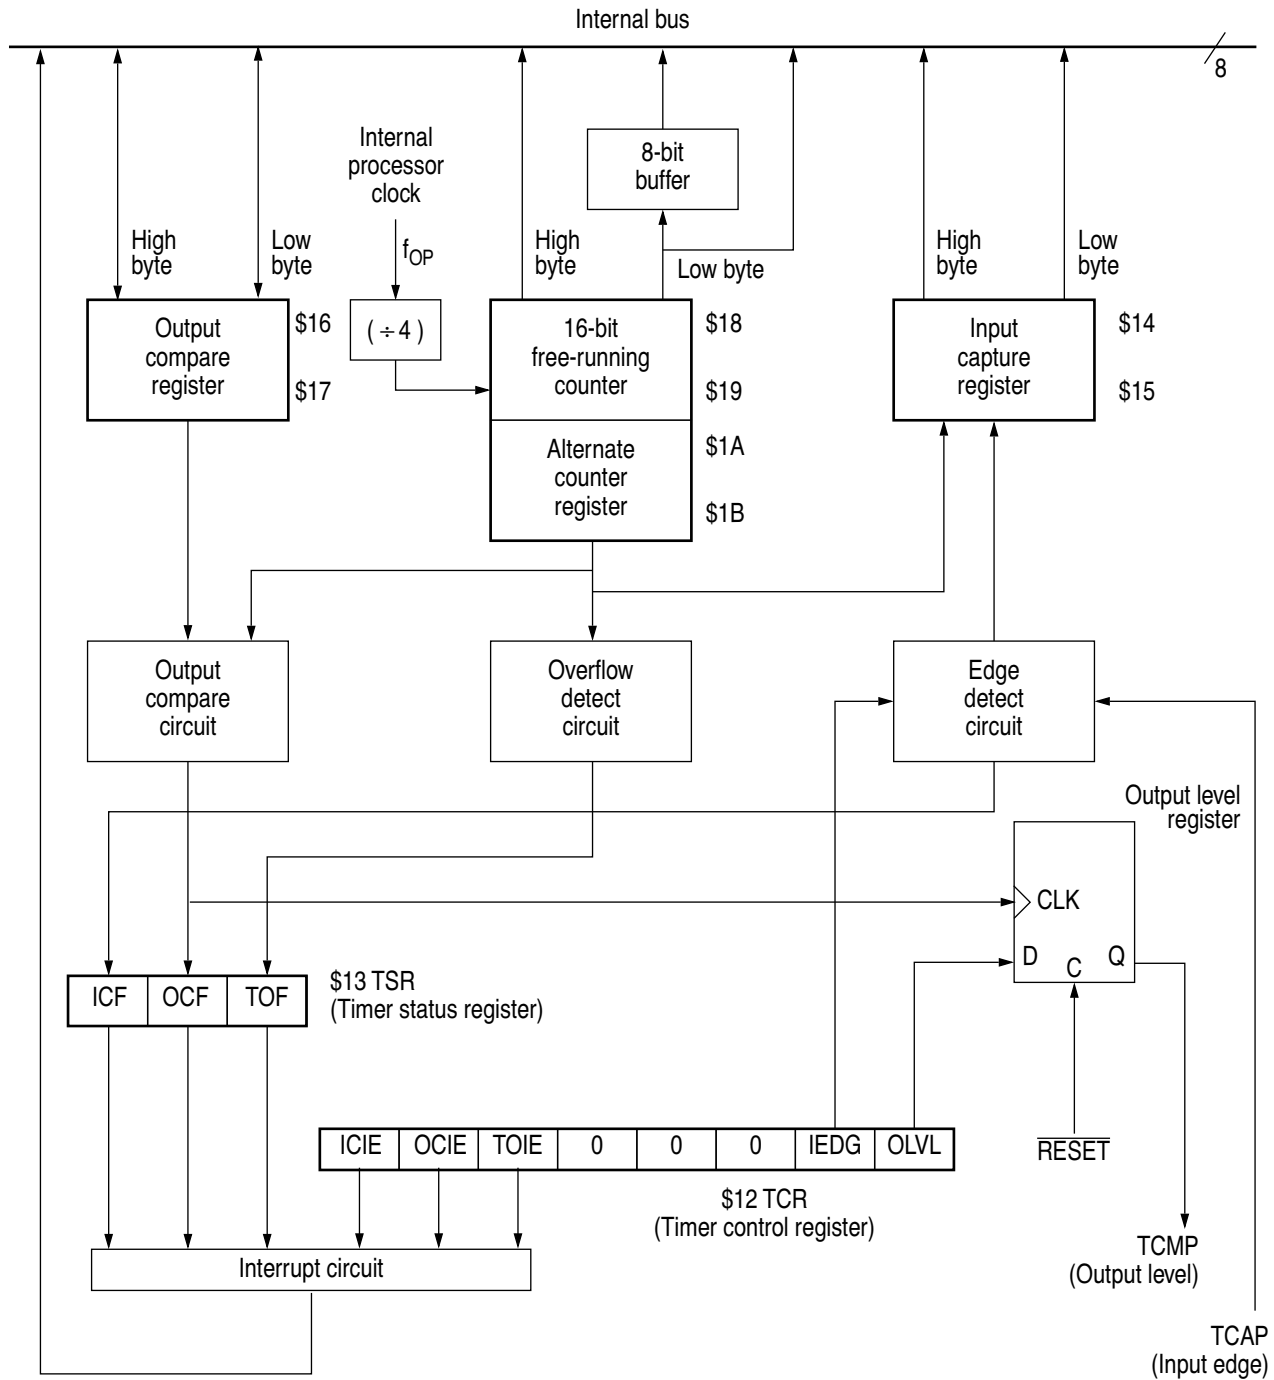 Internal bus
8
Internal
processor
clock
f_OP
8-bit
buffer
High
byte
Low
byte
High
byte
Low byte
High
byte
Low
byte
Output
compare
register
$16
$17
( ÷ 4 )
16-bit
free-running
counter
$18
$19
Alternate
counter
register
$1A
$1B
Input
capture
register
$14
$15
Output
compare
circuit
Overflow
detect
circuit
Edge
detect
circuit
Output level
register
CLK
D
C
Q
ICF
OCF
TOF
$13 TSR
(Timer status register)
ICIE
OCIE
TOIE
0
0
0
IEDG
OLVL
RESET
$12 TCR
(Timer control register)
Interrupt circuit
TCMP
(Output level)
TCAP
(Input edge)